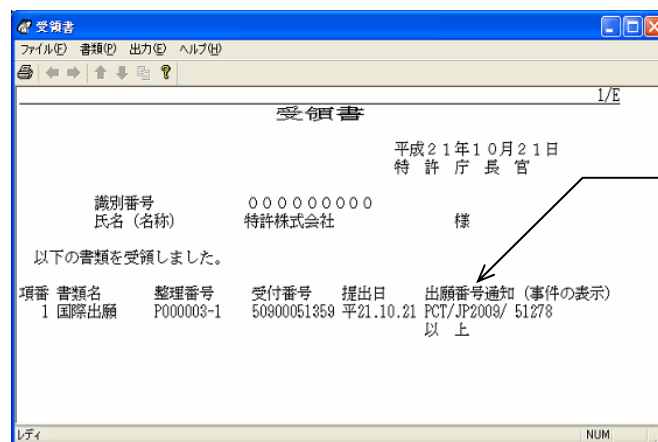 受領書
ファイル(F) 書類(P) 出力(E) ヘルプ(H)
1/E
受領書
平成21年10月21日
特 許 庁 長 官
識別番号 000000000
氏名(名称) 特許株式会社 様
以下の書類を受領しました。
項番 書類名 整理番号 受付番号 提出日 出願番号通知(事件の表示)
1 国際出願 P000003-1 50900051359 平21.10.21 PCT/JP2009/ 51278
以 上
レディ NUM